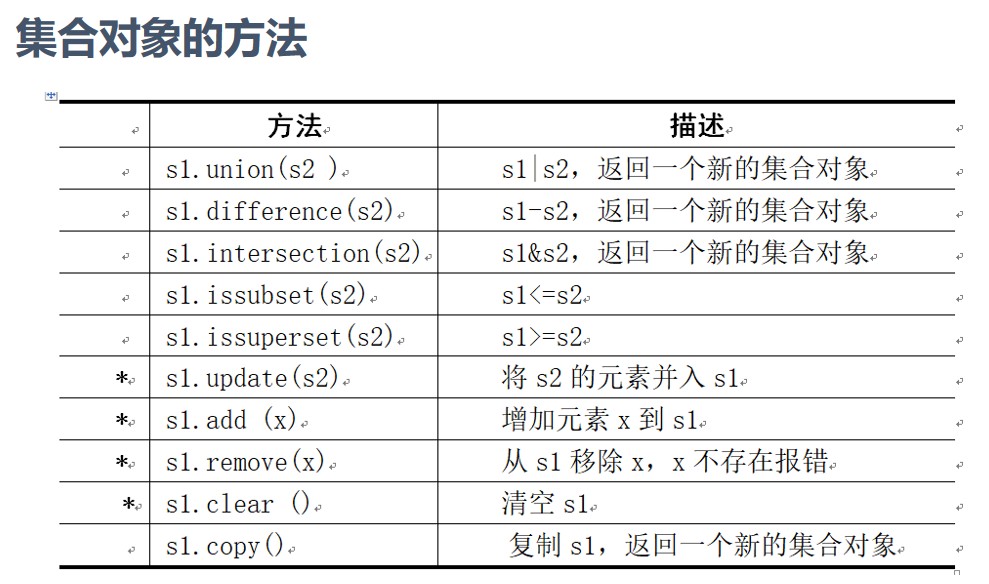 集合对象的方法
方法 描述
s1.union(s2 ) s1|s2，返回一个新的集合对象
s1.difference(s2) s1-s2，返回一个新的集合对象
s1.intersection(s2) s1&s2，返回一个新的集合对象
s1.issubset(s2) s1<=s2
s1.issuperset(s2) s1>=s2
* s1.update(s2) 将 s2 的元素并入 s1
* s1.add (x) 增加元素 x 到 s1
* s1.remove(x) 从 s1 移除 x，x 不存在报错
* s1.clear () 清空 s1
s1.copy() 复制 s1，返回一个新的集合对象